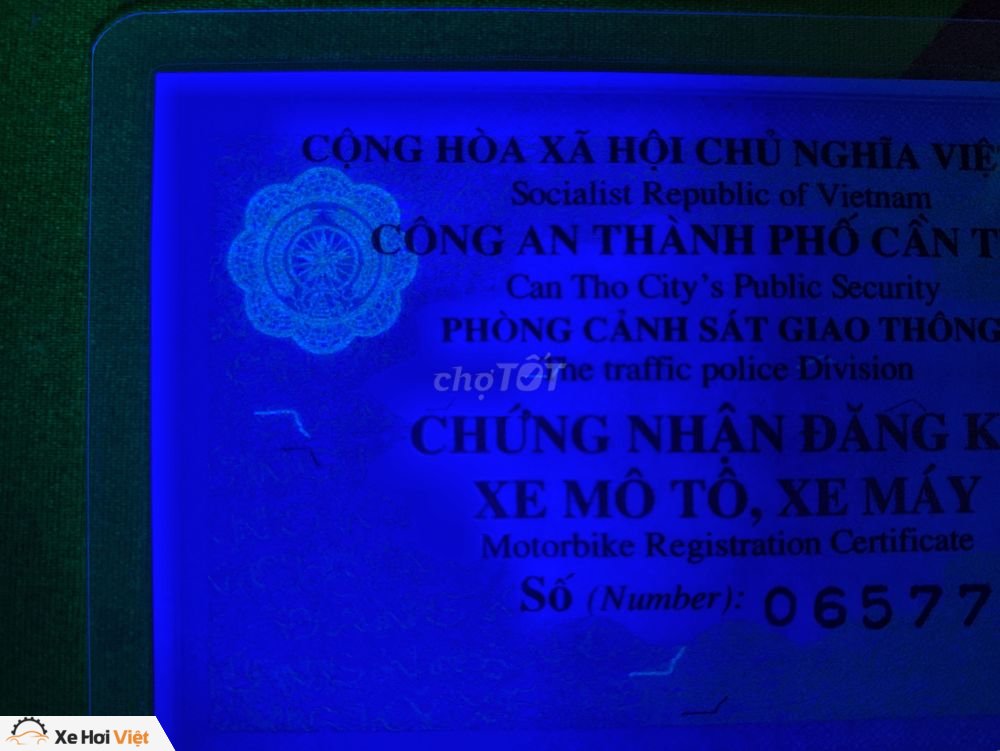 CỘNG HÒA XÃ HỘI CHỦ NGHĨA VIỆ
Socialist Republic of Vietnam
CÔNG AN THÀNH PHỐ CẦN T
Can Tho City's Public Security
PHÒNG CẢNH SÁT GIAO THÔNG
The traffic police Division
chợTỐT
CHỨNG NHẬN ĐĂNG K
XE MÔ TÔ, XE MÁY
Motorbike Registration Certificate
Số (Number): 06577
Xe Hơi Việt